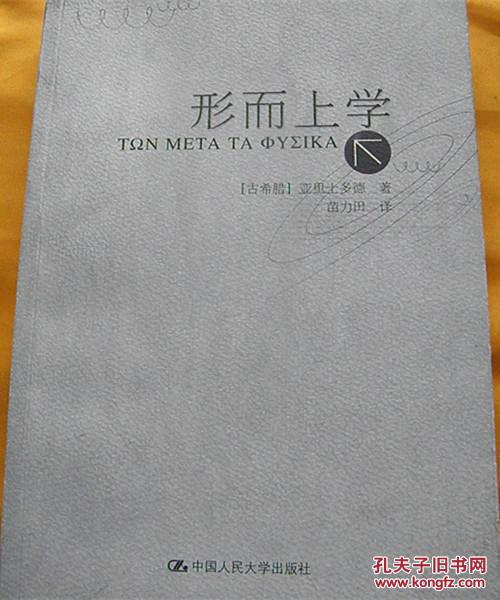 形而上学
ΤΩΝ ΜΕΤΑ ΤΑ ΦΥΣΙΚΑ
[古希腊] 亚里士多德 著
苗力田 译
中国人民大学出版社
孔夫子旧书网
www.kongfz.com